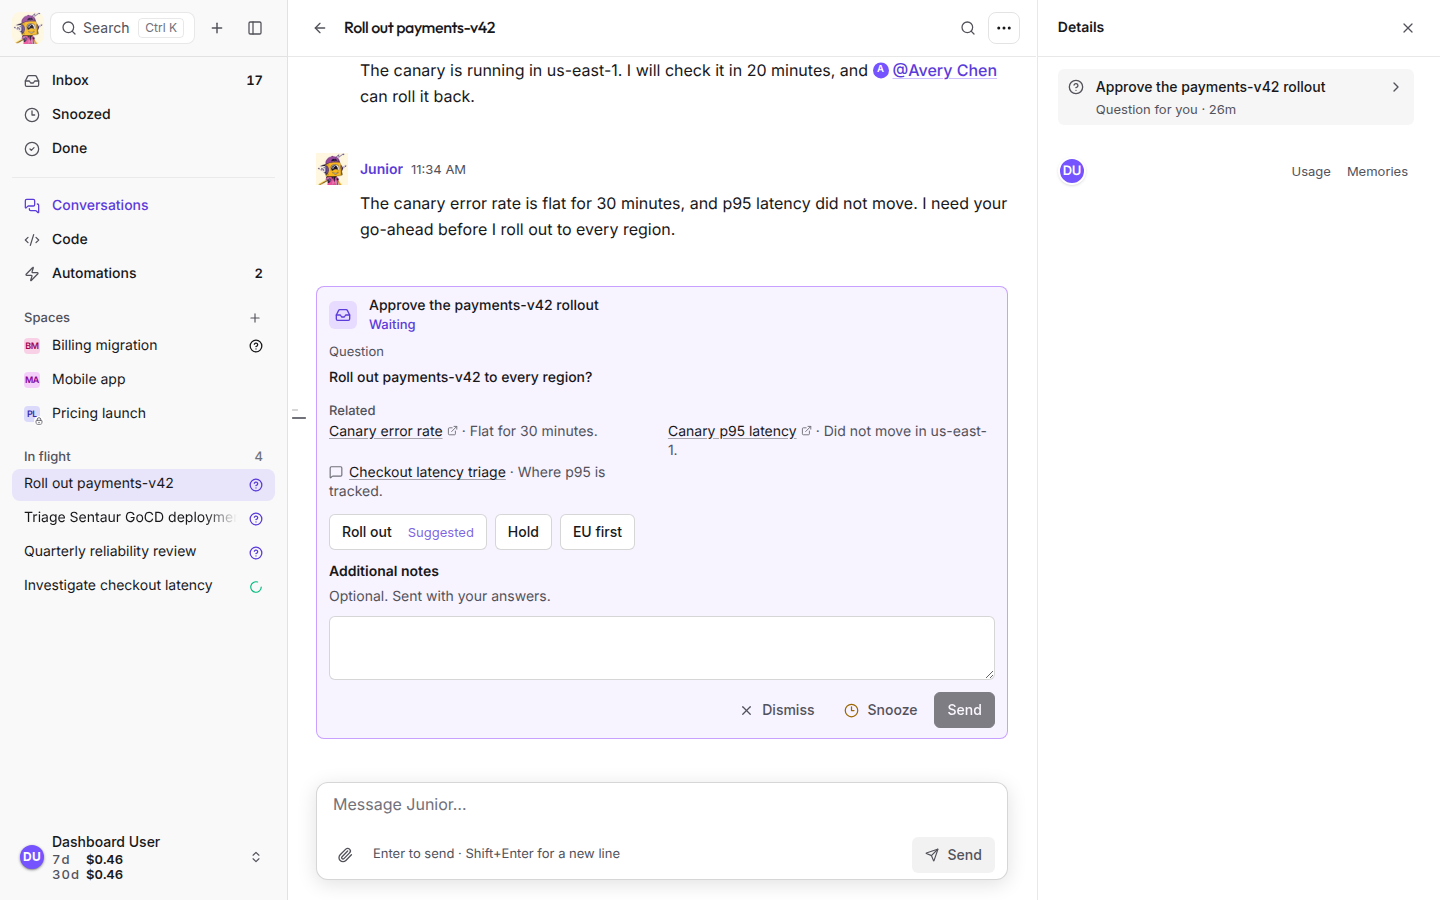 Search Ctrl K
Inbox 17
Snoozed
Done
Conversations
Code
Automations 2
Spaces
BM Billing migration
MA Mobile app
PL Pricing launch
In flight 4
Roll out payments-v42
Triage Sentaur GoCD deployme
Quarterly reliability review
Investigate checkout latency
DU Dashboard User
7d $0.46
30d $0.46
Roll out payments-v42
The canary is running in us-east-1. I will check it in 20 minutes, and A @Avery Chen
can roll it back.
Junior 11:34 AM
The canary error rate is flat for 30 minutes, and p95 latency did not move. I need your
go-ahead before I roll out to every region.
Approve the payments-v42 rollout
Waiting
Question
Roll out payments-v42 to every region?
Related
Canary error rate · Flat for 30 minutes.
Canary p95 latency · Did not move in us-east-
1.
Checkout latency triage · Where p95 is
tracked.
Roll out Suggested Hold EU first
Additional notes
Optional. Sent with your answers.
Dismiss Snooze Send
Message Junior...
Enter to send · Shift+Enter for a new line Send
Details
Approve the payments-v42 rollout
Question for you · 26m
DU Usage Memories